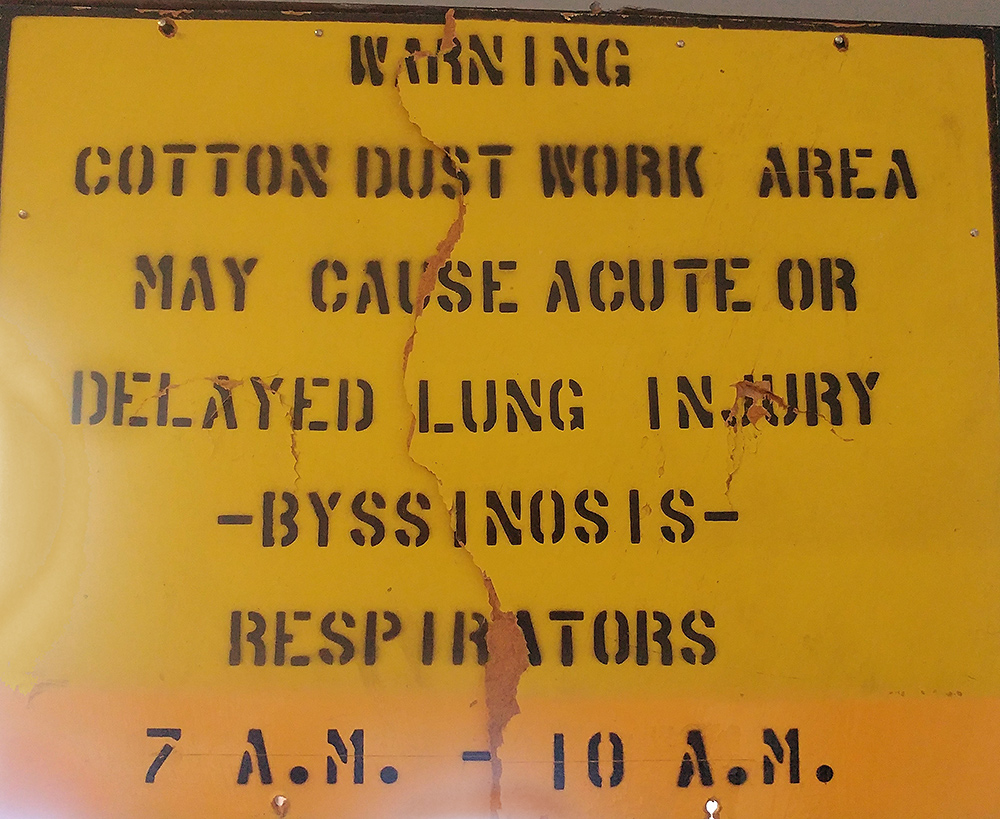 WARNING
COTTON DUST WORK AREA
MAY CAUSE ACUTE OR
DELAYED LUNG INJURY
-BYSSINOSIS-
RESPIRATORS
7 A.M. - 10 A.M.